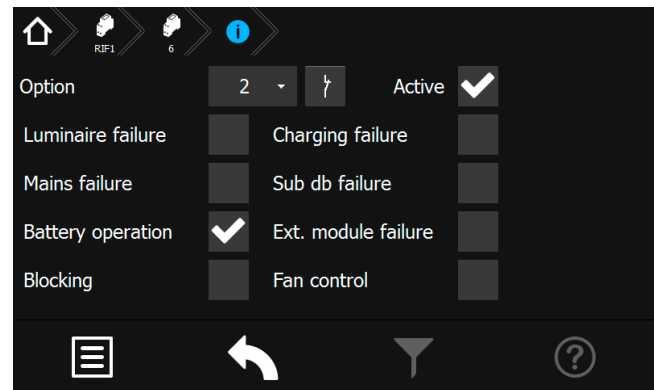 RIF1 6 i
Option 2 Active
Luminaire failure Charging failure
Mains failure Sub db failure
Battery operation Ext. module failure
Blocking Fan control
?